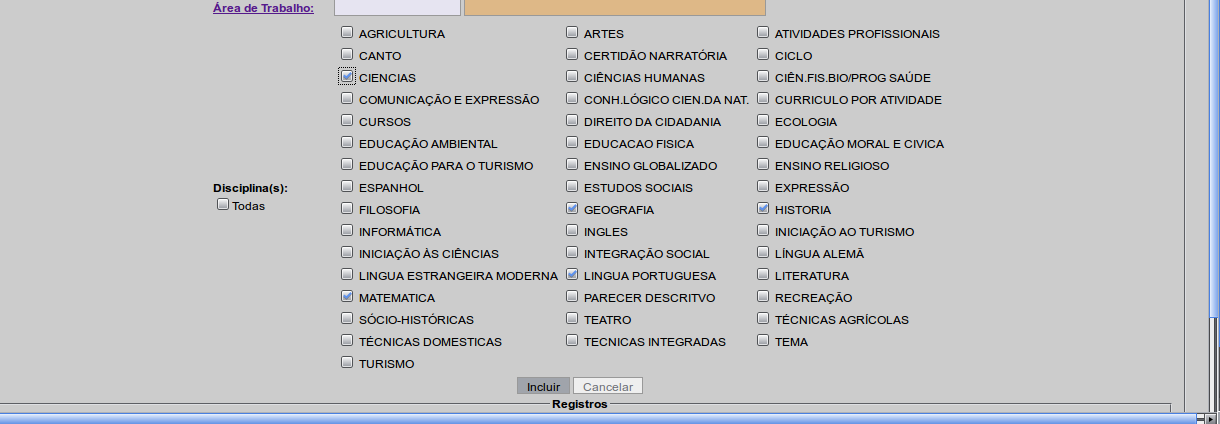 Área de Trabalho:
AGRICULTURA ARTES ATIVIDADES PROFISSIONAIS
CANTO CERTIDÃO NARRATÓRIA CICLO
CIENCIAS CIÊNCIAS HUMANAS CIÊN.FIS.BIO/PROG SAÚDE
COMUNICAÇÃO E EXPRESSÃO CONH.LÓGICO CIEN.DA NAT. CURRICULO POR ATIVIDADE
CURSOS DIREITO DA CIDADANIA ECOLOGIA
EDUCAÇÃO AMBIENTAL EDUCACAO FISICA EDUCAÇÃO MORAL E CIVICA
EDUCAÇÃO PARA O TURISMO ENSINO GLOBALIZADO ENSINO RELIGIOSO
Disciplina(s): ESPANHOL ESTUDOS SOCIAIS EXPRESSÃO
Todas FILOSOFIA GEOGRAFIA HISTORIA
INFORMÁTICA INGLES INICIAÇÃO AO TURISMO
INICIAÇÃO ÀS CIÊNCIAS INTEGRAÇÃO SOCIAL LÍNGUA ALEMÃ
LINGUA ESTRANGEIRA MODERNA LINGUA PORTUGUESA LITERATURA
MATEMATICA PARECER DESCRITVO RECREAÇÃO
SÓCIO-HISTÓRICAS TEATRO TÉCNICAS AGRÍCOLAS
TÉCNICAS DOMESTICAS TECNICAS INTEGRADAS TEMA
TURISMO
Incluir Cancelar
Registros